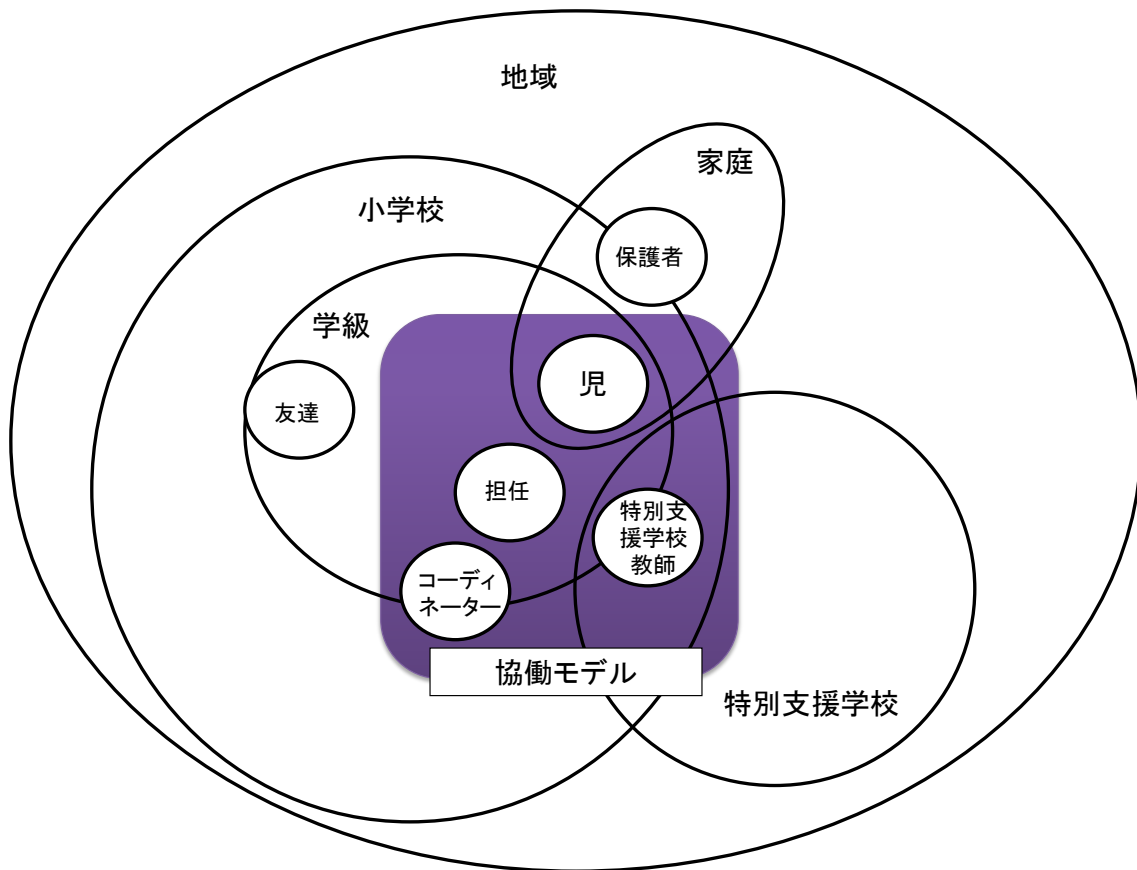 地域
家庭
小学校
保護者
学級
児
友達
担任
特別支
援学校
教師
コーディ
ネーター
協働モデル
特別支援学校